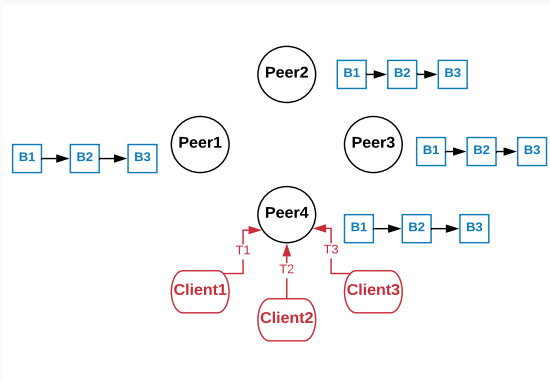 Peer2
B1
B2
B3
Peer1
Peer3
B1
B2
B3
B1
B2
B3
Peer4
B1
B2
B3
T1
T2
T3
Client1
Client2
Client3